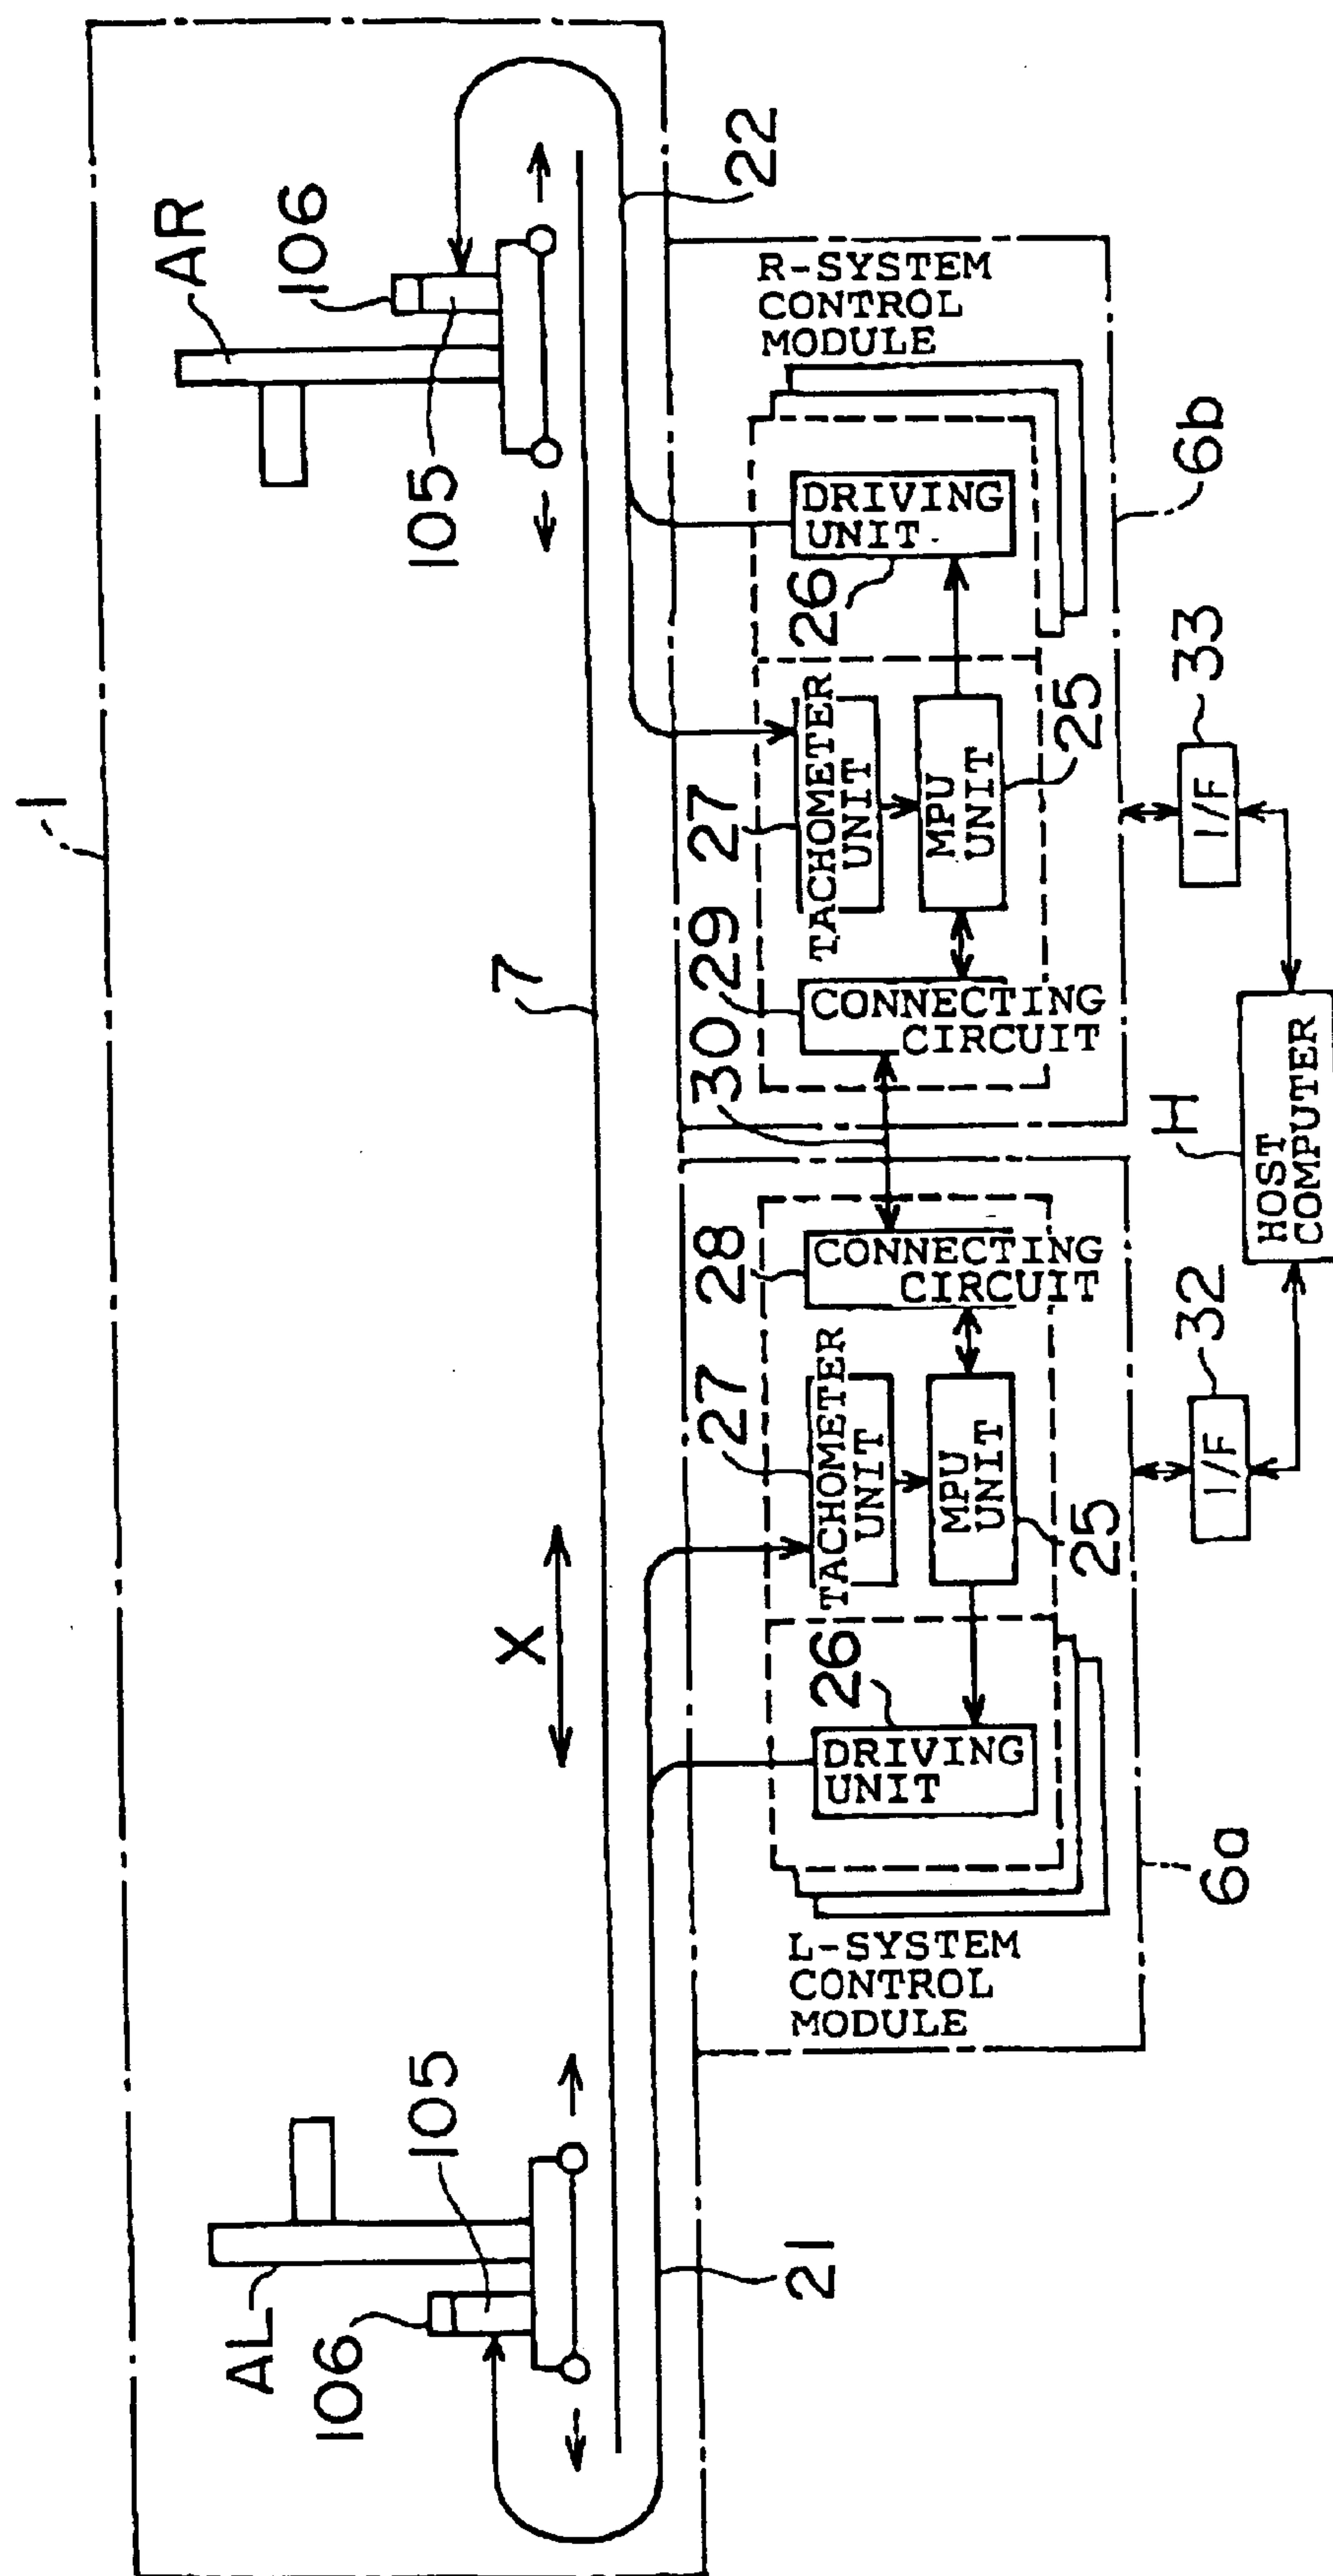 1
AR
106
105
22
7
X
AL
106
105
21
R-SYSTEM
CONTROL
MODULE
DRIVING
UNIT
26
TACHOMETER
UNIT
27
MPU
UNIT
25
CONNECTING
CIRCUIT
29
30
6b
CONNECTING
CIRCUIT
28
TACHOMETER
UNIT
27
MPU
UNIT
25
DRIVING
UNIT
26
L-SYSTEM
CONTROL
MODULE
6a
I/F
33
I/F
32
HOST
COMPUTER
H